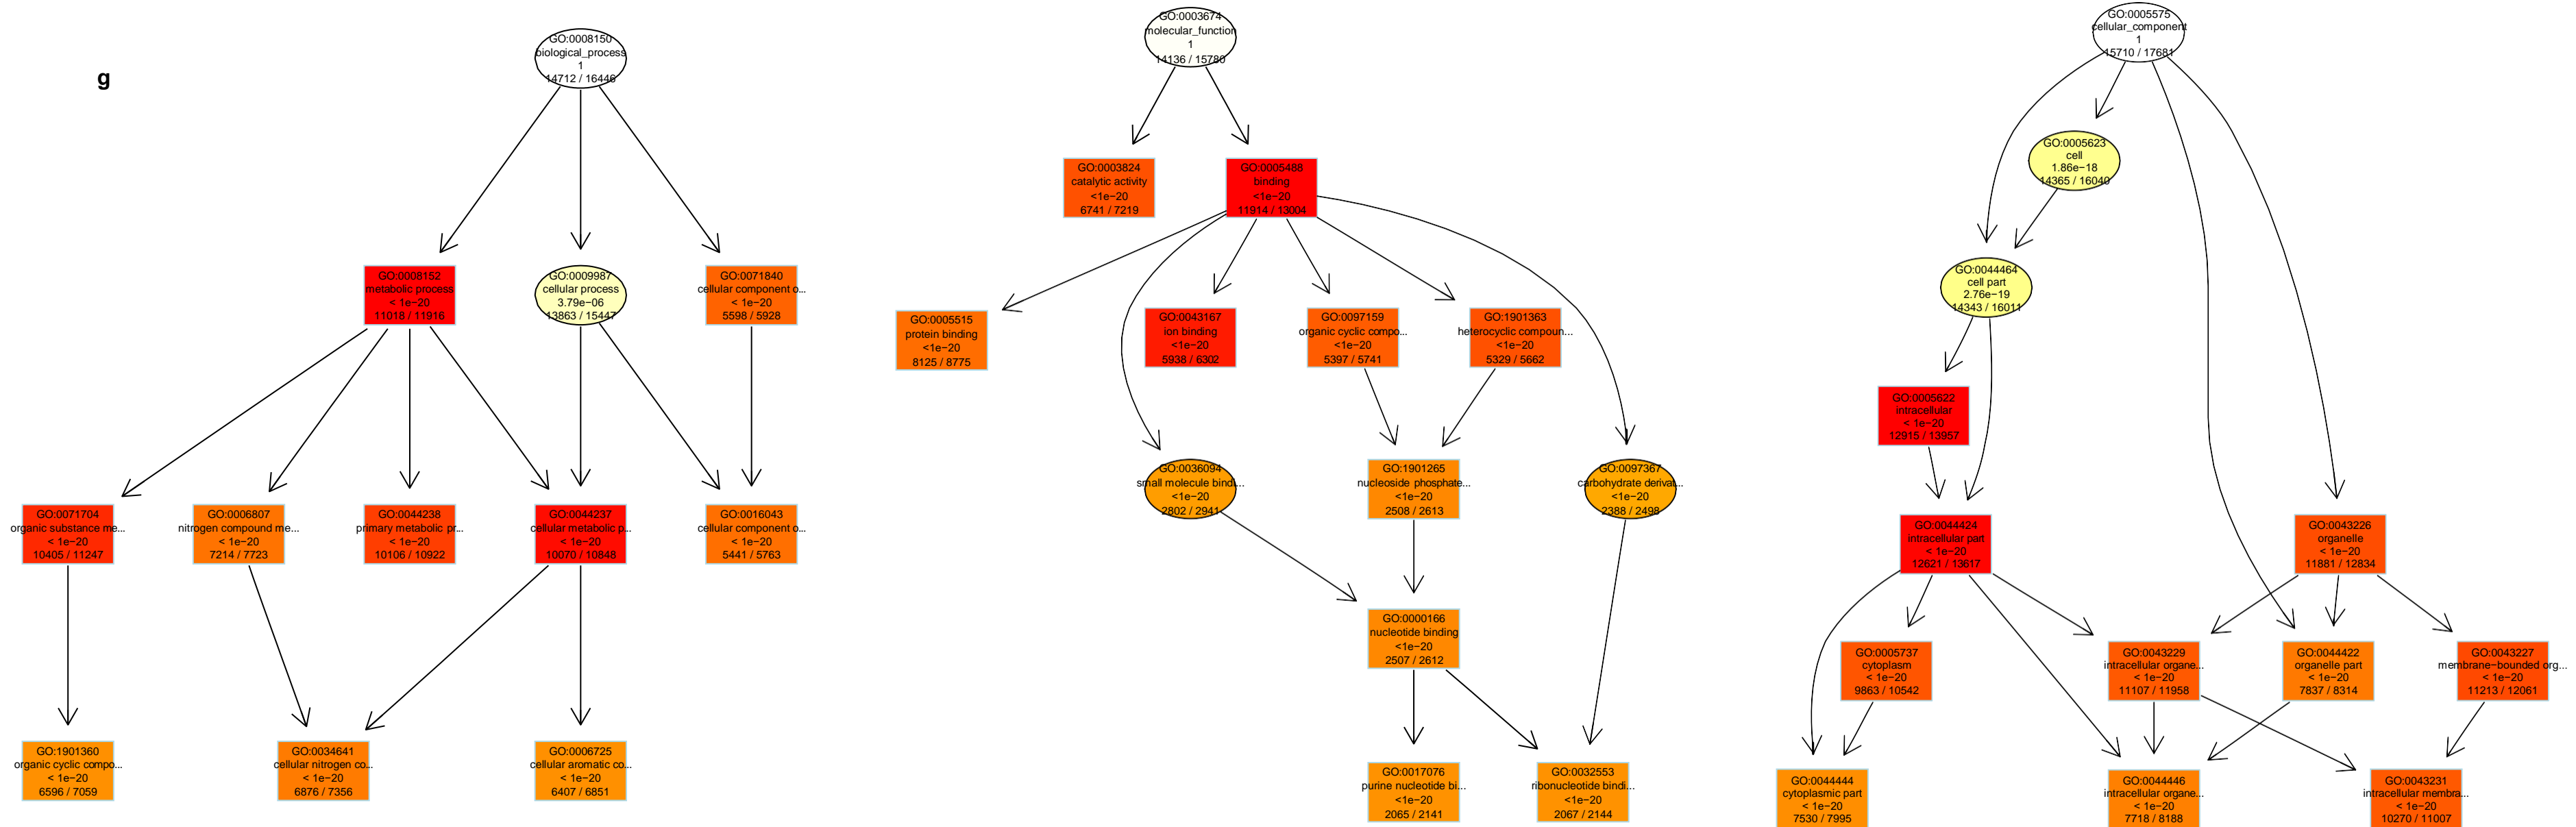 g
GO:0008150
biological_process
1
14712 / 16446
GO:0008152
metabolic process
< 1e−20
11018 / 11916
GO:0009987
cellular process
3.79e−06
13863 / 15447
GO:0071840
cellular component o...
< 1e−20
5598 / 5928
GO:0071704
organic substance me...
< 1e−20
10405 / 11247
GO:0006807
nitrogen compound me...
< 1e−20
7214 / 7723
GO:0044238
primary metabolic pr...
< 1e−20
10106 / 10922
GO:0044237
cellular metabolic p...
< 1e−20
10070 / 10848
GO:0016043
cellular component o...
< 1e−20
5441 / 5763
GO:1901360
organic cyclic compo...
< 1e−20
6596 / 7059
GO:0034641
cellular nitrogen co...
< 1e−20
6876 / 7356
GO:0006725
cellular aromatic co...
< 1e−20
6407 / 6851
GO:0003674
molecular_function
1
14136 / 15780
GO:0003824
catalytic activity
<1e−20
6741 / 7219
GO:0005488
binding
<1e−20
11914 / 13004
GO:0005515
protein binding
<1e−20
8125 / 8775
GO:0043167
ion binding
<1e−20
5938 / 6302
GO:0097159
organic cyclic compo...
<1e−20
5397 / 5741
GO:1901363
heterocyclic compoun...
<1e−20
5329 / 5662
GO:0036094
small molecule bindi...
<1e−20
2802 / 2941
GO:1901265
nucleoside phosphate...
<1e−20
2508 / 2613
GO:0097367
carbohydrate derivat...
<1e−20
2388 / 2498
GO:0000166
nucleotide binding
<1e−20
2507 / 2612
GO:0017076
purine nucleotide bi...
<1e−20
2065 / 2141
GO:0032553
ribonucleotide bindi...
<1e−20
2067 / 2144
GO:0005575
cellular_component
1
15710 / 17681
GO:0005623
cell
1.86e−18
14365 / 16040
GO:0044464
cell part
2.76e−19
14343 / 16011
GO:0005622
intracellular
< 1e−20
12915 / 13957
GO:0044424
intracellular part
< 1e−20
12621 / 13617
GO:0043226
organelle
< 1e−20
11881 / 12834
GO:0005737
cytoplasm
< 1e−20
9863 / 10542
GO:0043229
intracellular organe...
< 1e−20
11107 / 11958
GO:0044422
organelle part
< 1e−20
7837 / 8314
GO:0043227
membrane−bounded org...
< 1e−20
11213 / 12061
GO:0044444
cytoplasmic part
< 1e−20
7530 / 7995
GO:0044446
intracellular organe...
< 1e−20
7718 / 8188
GO:0043231
intracellular membra...
< 1e−20
10270 / 11007